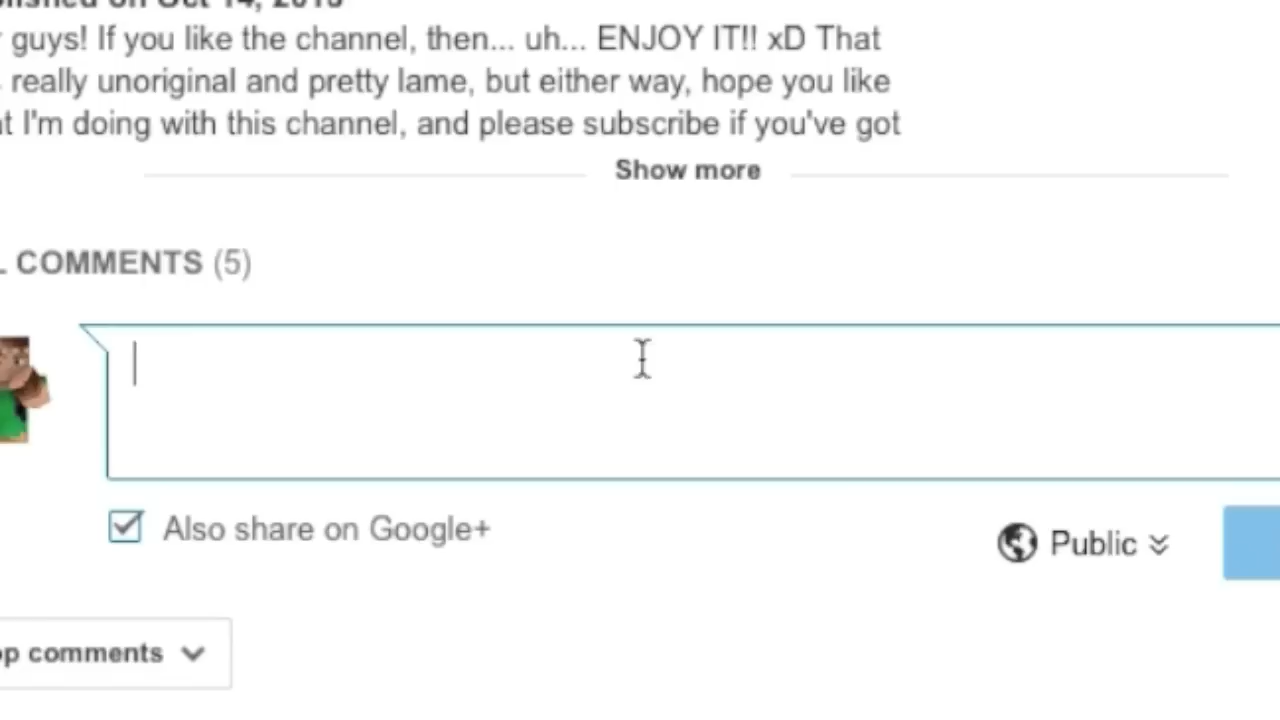 guys! If you like the channel, then... uh... ENJOY IT!! xD That
really unoriginal and pretty lame, but either way, hope you like
I'm doing with this channel, and please subscribe if you've got
Show more
COMMENTS (5)
Also share on Google+
Public
comments